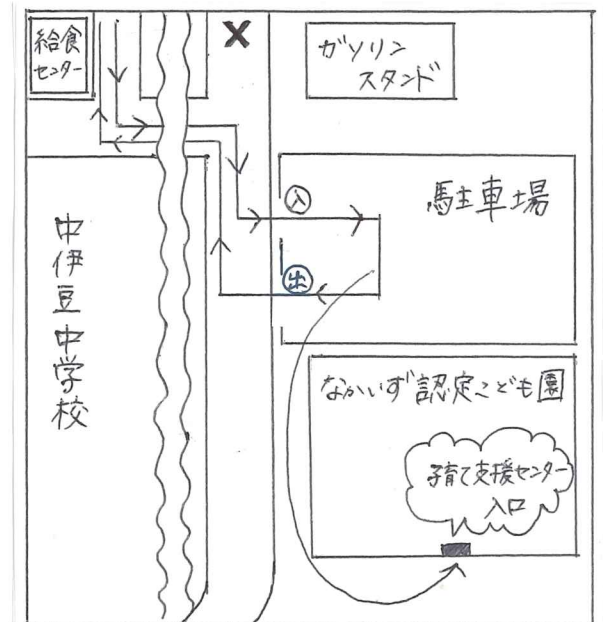 給食
センター
X
ガソリン
スタンド
入
駐車場
出
中伊豆中学校
なかいず認定こども園
子育て支援センター
入口